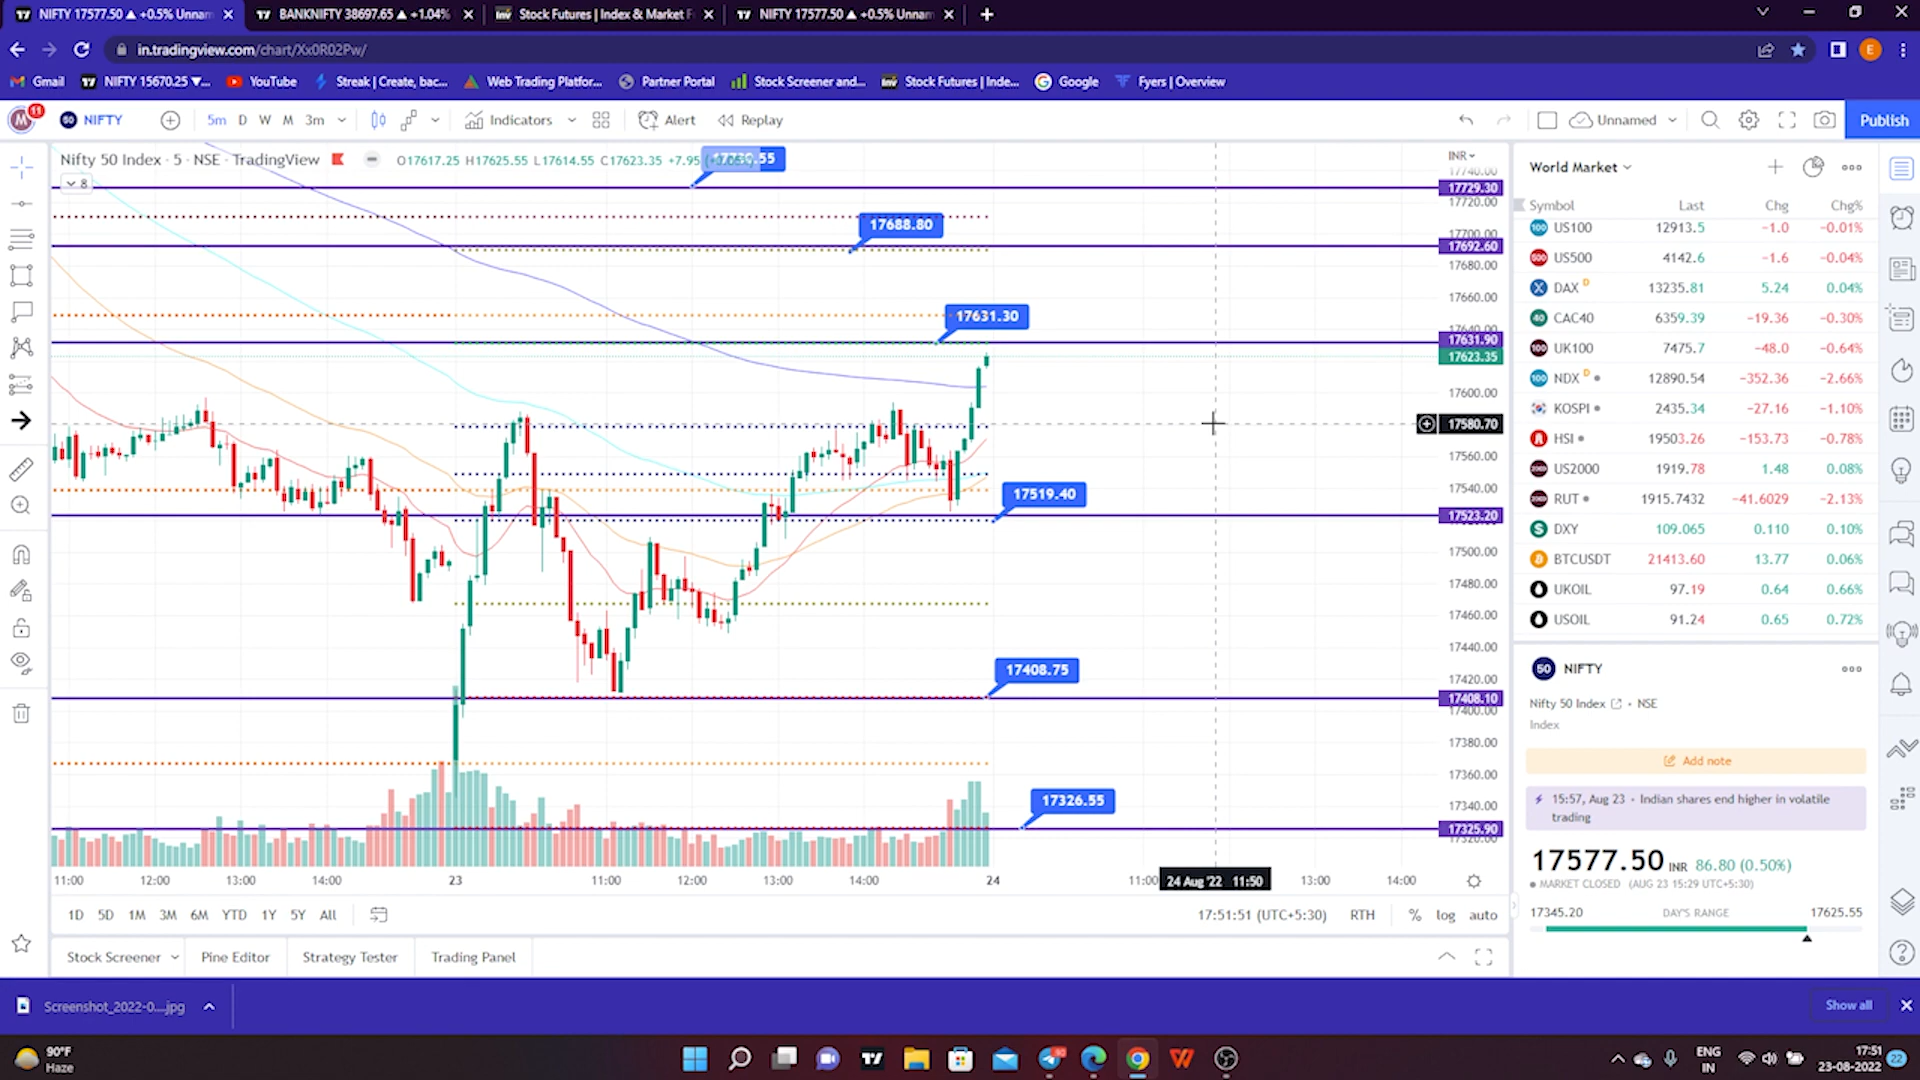 NIFTY 17577.50 ▲ +0.5% Unnam
BANKNIFTY 38697.65 ▲ +1.04%
Stock Futures | Index & Market F
NIFTY 17577.50 ▲ +0.5% Unnam
in.tradingview.com/chart/Xx0R02Pw/
E
Gmail
NIFTY 15670.25 ▼...
YouTube
Streak | Create, bac...
Web Trading Platfor...
Partner Portal
Stock Screener and...
Stock Futures | Inde...
Google
Fyers | Overview
M 11
50 NIFTY
5m D W M 3m
Indicators
Alert
Replay
Unnamed
Publish
Nifty 50 Index · 5 · NSE · TradingView
O17617.25 H17625.55 L17614.55 C17623.35 +7.95
8
INR
17740.00
17729.30
17720.00
17700.00
17692.60
17680.00
17660.00
17640.00
17631.90
17623.35
17600.00
17580.70
17560.00
17540.00
17523.20
17500.00
17480.00
17460.00
17440.00
17420.00
17408.10
17400.00
17380.00
17360.00
17340.00
17325.90
17320.00
17688.80
17631.30
17519.40
17408.75
17326.55
11:00 12:00 13:00 14:00 23 11:00 12:00 13:00 14:00 24 11:00 24 Aug '22 11:50 13:00 14:00
1D 5D 1M 3M 6M YTD 1Y 5Y All
17:51:51 (UTC+5:30) RTH % log auto
Stock Screener
Pine Editor
Strategy Tester
Trading Panel
World Market
Symbol Last Chg Chg%
US100 12913.5 −1.0 −0.01%
US500 4142.6 −1.6 −0.04%
DAX D 13235.81 5.24 0.04%
CAC40 6359.39 −19.36 −0.30%
UK100 7475.7 −48.0 −0.64%
NDX D 12890.54 −352.36 −2.66%
KOSPI 2435.34 −27.16 −1.10%
HSI 19503.26 −153.73 −0.78%
US2000 1919.78 1.48 0.08%
RUT 1915.7432 −41.6029 −2.13%
DXY 109.065 0.110 0.10%
BTCUSDT 21413.60 13.77 0.06%
UKOIL 97.19 0.64 0.66%
USOIL 91.24 0.65 0.72%
50 NIFTY
Nifty 50 Index • NSE
Index
Add note
15:57, Aug 23 • Indian shares end higher in volatile
trading
17577.50 INR 86.80 (0.50%)
MARKET CLOSED (AUG 23 15:29 UTC+5:30)
17345.20 DAY'S RANGE 17625.55
Screenshot_2022-0....jpg
Show all
90°F
Haze
ENG
IN
17:51
23-08-2022
22